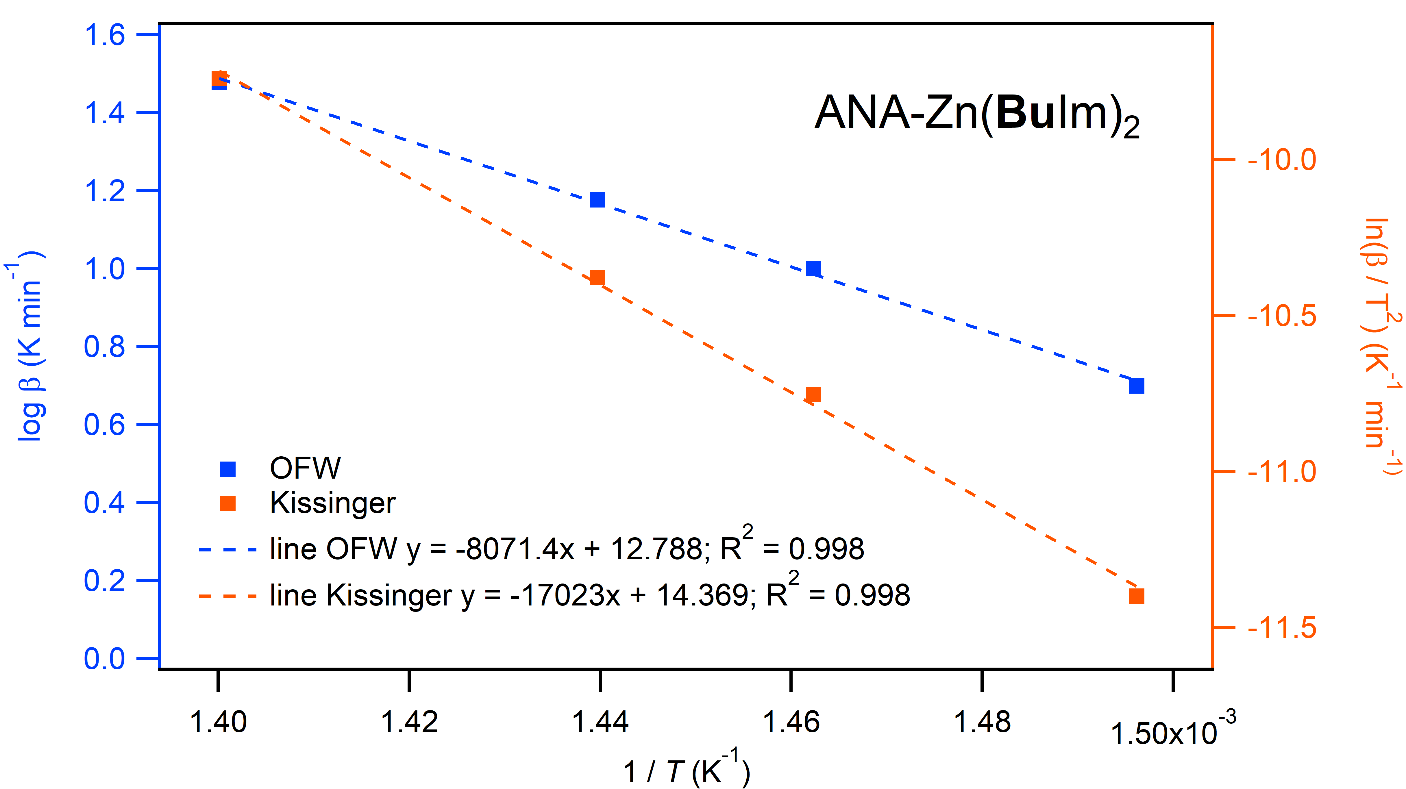 ANA-Zn(BuIm)2
1.6
1.4
1.2
1.0
0.8
0.6
0.4
0.2
0.0
log β (K min-1)
-10.0
-10.5
-11.0
-11.5
ln(β / T2) (K-1 min-1)
OFW
Kissinger
line OFW y = -8071.4x + 12.788; R2 = 0.998
line Kissinger y = -17023x + 14.369; R2 = 0.998
1.40
1.42
1.44
1.46
1.48
1.50x10-3
1 / T (K-1)